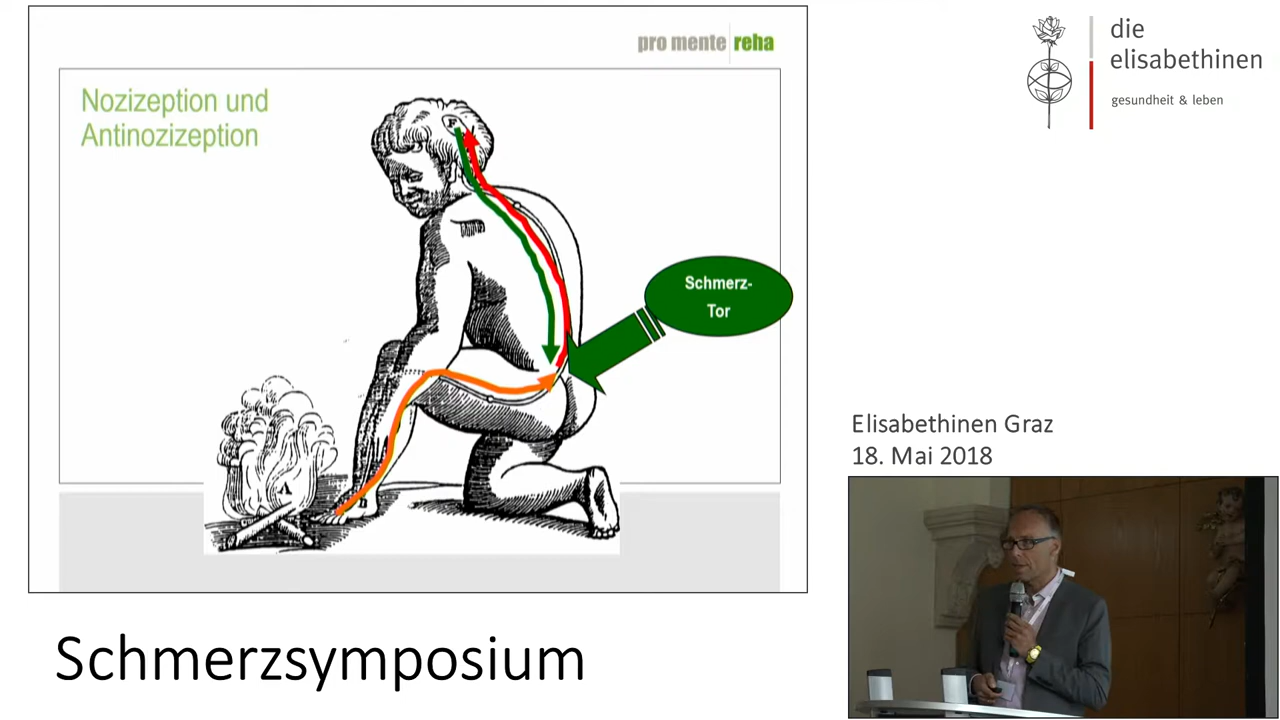 pro mente reha
Nozizeption und
Antinozizeption
F
Schmerz-
Tor
A
B
die
elisabethinen
gesundheit & leben
Elisabethinen Graz
18. Mai 2018
Schmerzsymposium